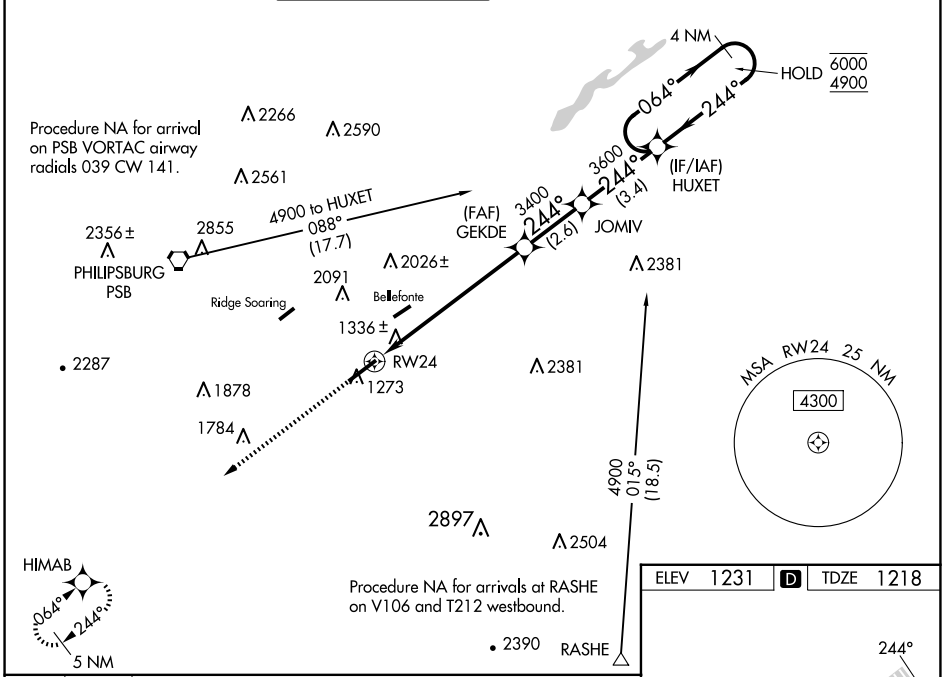 4 NM
HOLD
6000
4900
064°
244°
2266
2590
Procedure NA for arrival
on PSB VORTAC airway
radials 039 CW 141.
2561
3600
244°
(3.4)
(IF/IAF)
HUXET
4900 to HUXET
088°
(17.7)
(FAF)
GEKDE
3400
244°
(2.6)
JOMIV
2356 ±
2855
PHILIPSBURG
PSB
2026 ±
2381
2091
Ridge Soaring
Bellefonte
1336 ±
RW24
2287
2381
1878
1273
1784
MSA RW24 25 NM
4300
4900
015°
(18.5)
2897
2504
HIMAB
064°
244°
5 NM
Procedure NA for arrivals at RASHE
on V106 and T212 westbound.
2390
RASHE
ELEV 1231 D TDZE 1218
244°